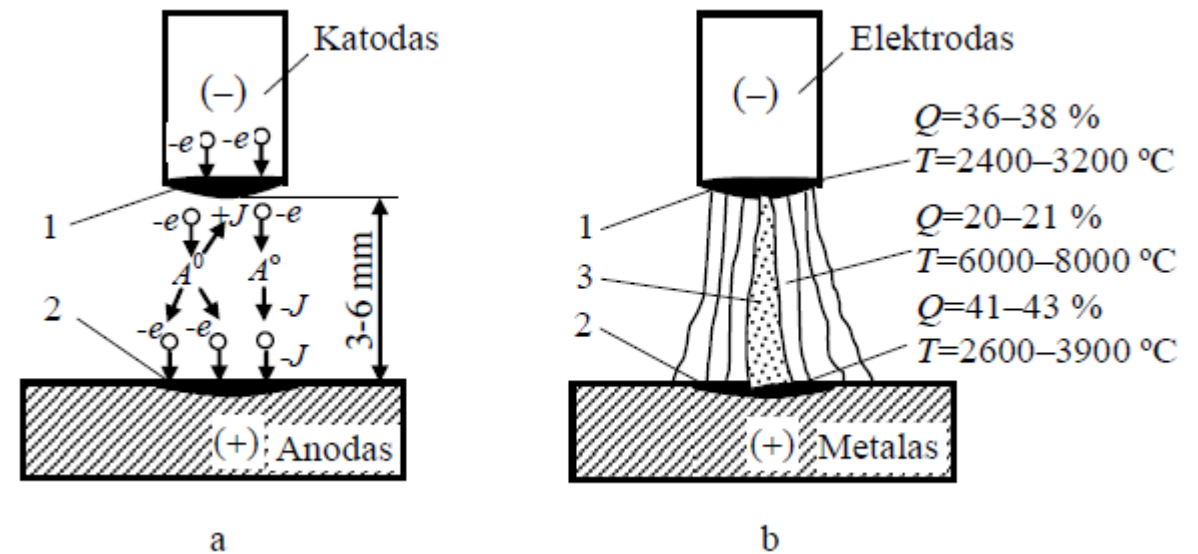 Katodas
(–)
-e -e
1
-e +J -e
A⁰ A°
-J
2
-e -e
-J
3-6 mm
(+) Anodas
a
Elektrodas
(–)
Q=36–38 %
T=2400–3200 ºC
1
Q=20–21 %
T=6000–8000 ºC
3
Q=41–43 %
2
T=2600–3900 ºC
(+) Metalas
b